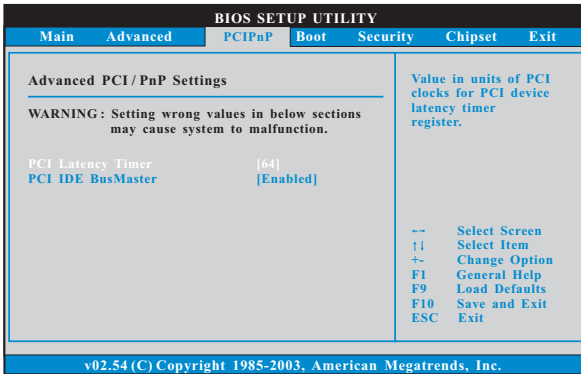 BIOS SETUP UTILITY
Main Advanced PCIPnP Boot Security Chipset Exit
Advanced PCI / PnP Settings
WARNING : Setting wrong values in below sections
may cause system to malfunction.
PCI Latency Timer [64]
PCI IDE BusMaster [Enabled]
Value in units of PCI
clocks for PCI device
latency timer
register.
←→ Select Screen
↑↓ Select Item
+- Change Option
F1 General Help
F9 Load Defaults
F10 Save and Exit
ESC Exit
v02.54 (C) Copyright 1985-2003, American Megatrends, Inc.